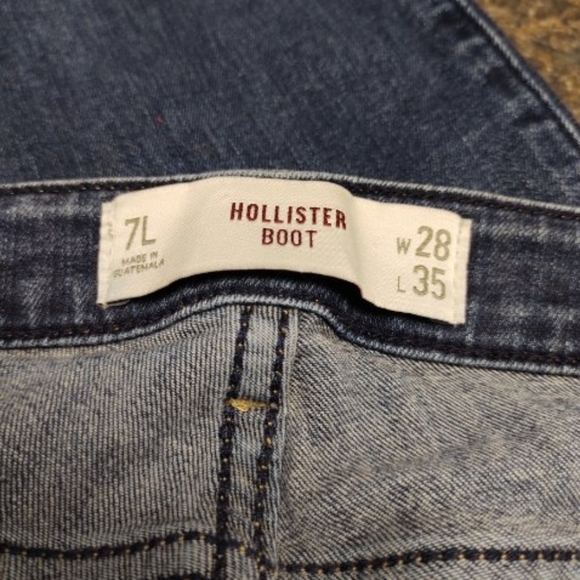 7L
MADE IN
GUATEMALA
HOLLISTER
BOOT
W 28
L 35